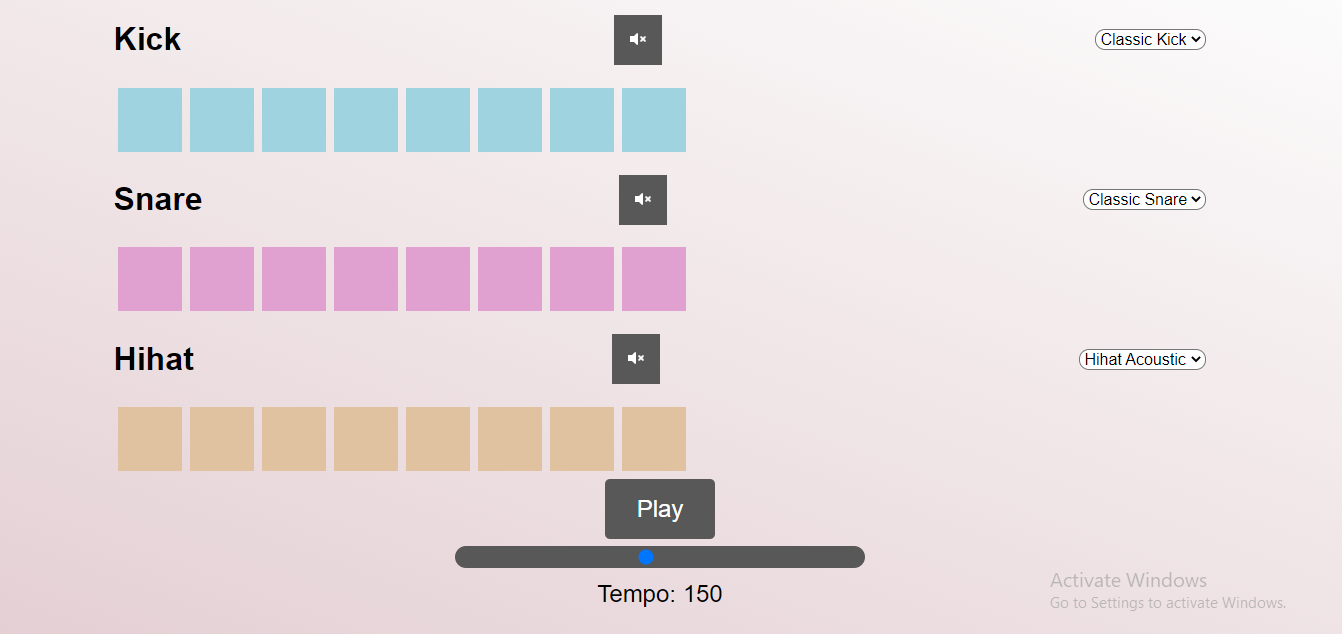 Kick
Classic Kick
Snare
Classic Snare
Hihat
Hihat Acoustic
Play
Tempo: 150
Activate Windows
Go to Settings to activate Windows.